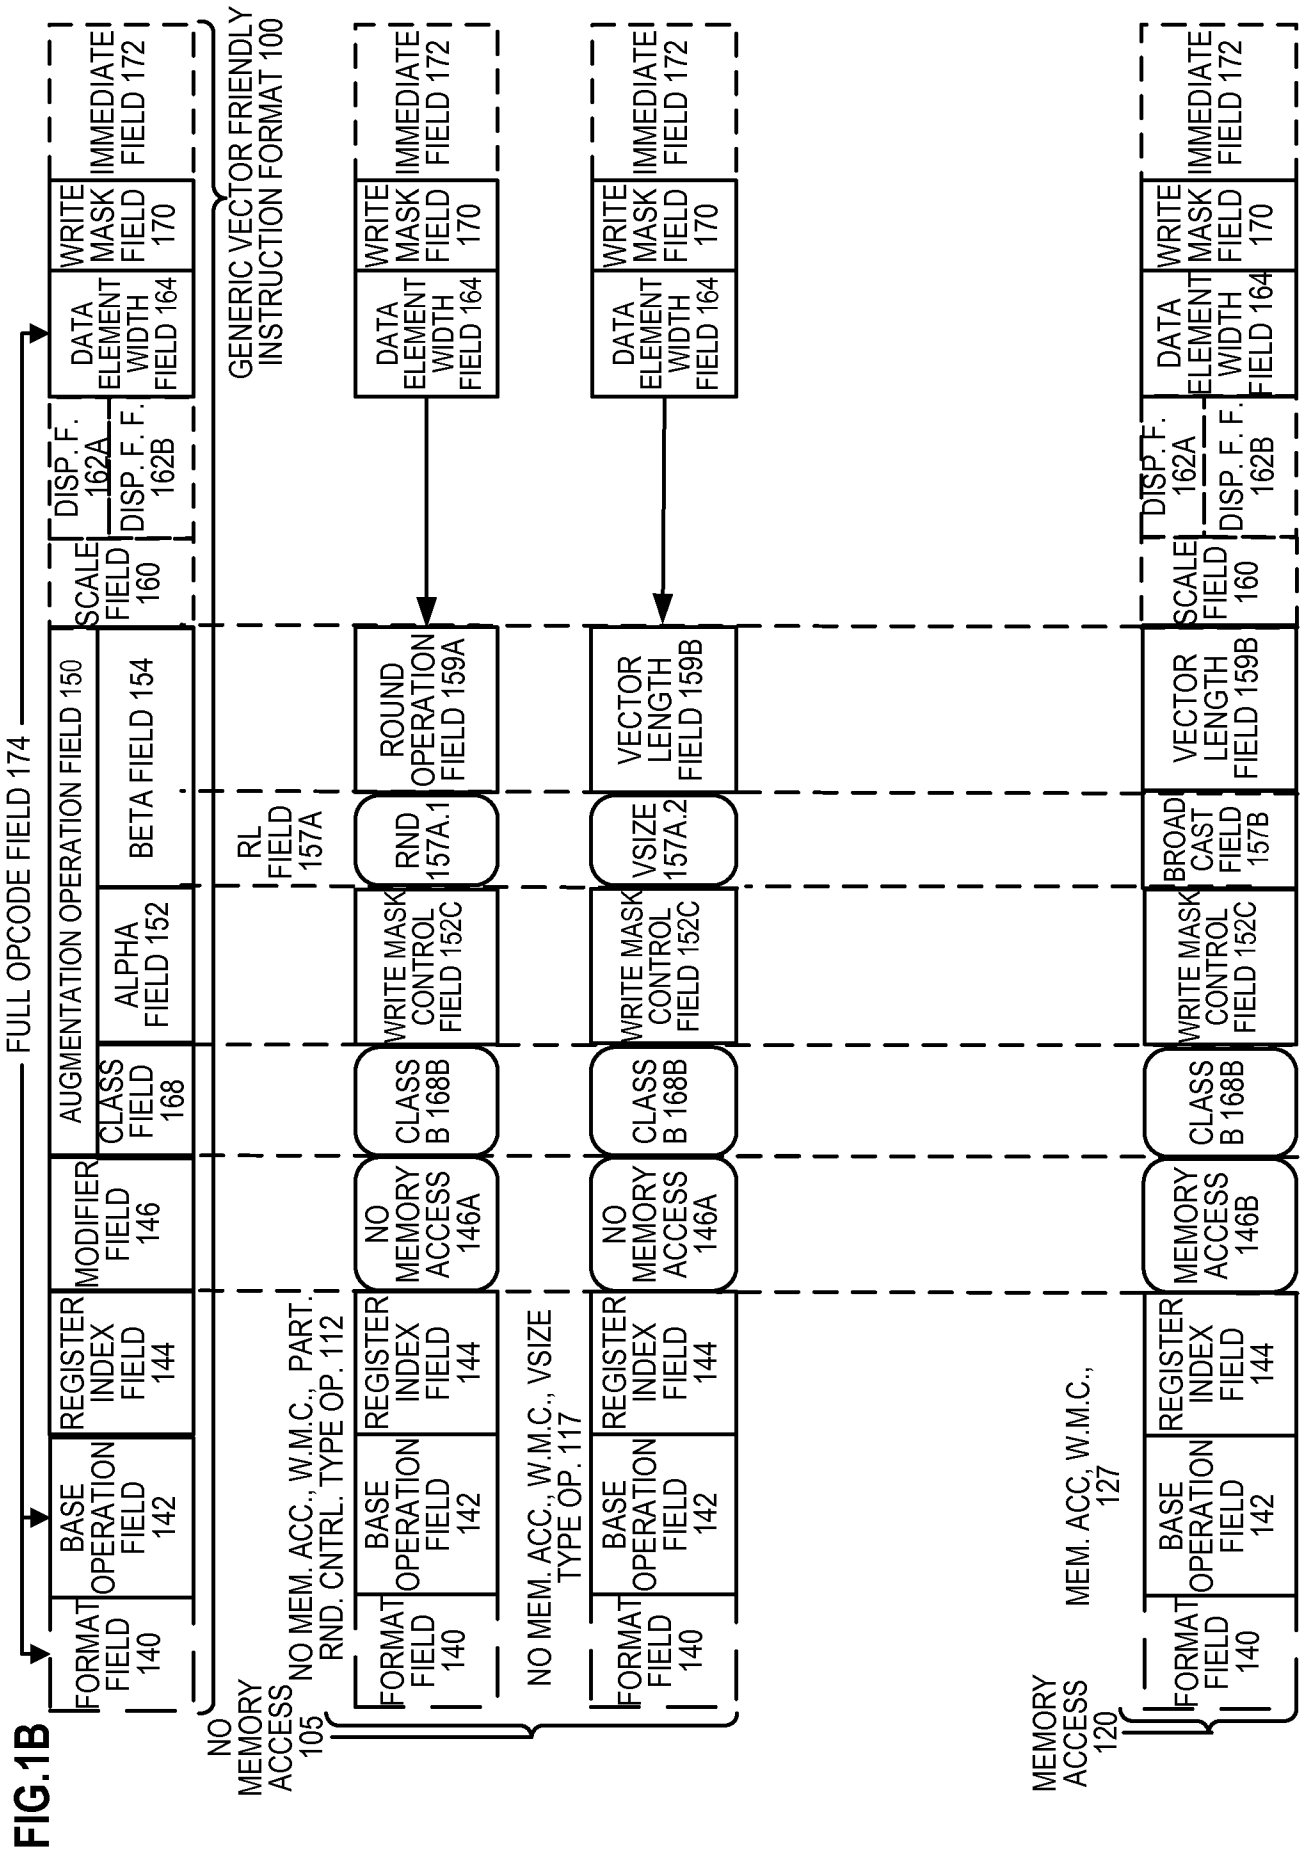 FIG.1B
FULL OPCODE FIELD 174
FORMAT
FIELD
140
BASE
OPERATION
FIELD
142
REGISTER
INDEX
FIELD
144
MODIFIER
FIELD
146
AUGMENTATION OPERATION FIELD 150
CLASS
FIELD
168
ALPHA
FIELD 152
BETA FIELD 154
SCALE
FIELD
160
DISP. F.
162A
DISP. F. F.
162B
DATA
ELEMENT
WIDTH
FIELD 164
WRITE
MASK
FIELD
170
IMMEDIATE
FIELD 172
GENERIC VECTOR FRIENDLY
INSTRUCTION FORMAT 100
NO
MEMORY
ACCESS
105
NO MEM. ACC., W.M.C., PART.
RND. CNTRL. TYPE OP. 112
RL
FIELD
157A
FORMAT
FIELD
140
BASE
OPERATION
FIELD
142
REGISTER
INDEX
FIELD
144
NO
MEMORY
ACCESS
146A
CLASS
B 168B
WRITE MASK
CONTROL
FIELD 152C
RND
157A.1
ROUND
OPERATION
FIELD 159A
DATA
ELEMENT
WIDTH
FIELD 164
WRITE
MASK
FIELD
170
IMMEDIATE
FIELD 172
NO MEM. ACC., W.M.C., VSIZE
TYPE OP. 117
FORMAT
FIELD
140
BASE
OPERATION
FIELD
142
REGISTER
INDEX
FIELD
144
NO
MEMORY
ACCESS
146A
CLASS
B 168B
WRITE MASK
CONTROL
FIELD 152C
VSIZE
157A.2
VECTOR
LENGTH
FIELD 159B
DATA
ELEMENT
WIDTH
FIELD 164
WRITE
MASK
FIELD
170
IMMEDIATE
FIELD 172
MEMORY
ACCESS
120
MEM. ACC, W.M.C.,
127
FORMAT
FIELD
140
BASE
OPERATION
FIELD
142
REGISTER
INDEX
FIELD
144
MEMORY
ACCESS
146B
CLASS
B 168B
WRITE MASK
CONTROL
FIELD 152C
BROAD
CAST
FIELD
157B
VECTOR
LENGTH
FIELD 159B
SCALE
FIELD
160
DISP. F.
162A
DISP. F. F.
162B
DATA
ELEMENT
WIDTH
FIELD 164
WRITE
MASK
FIELD
170
IMMEDIATE
FIELD 172